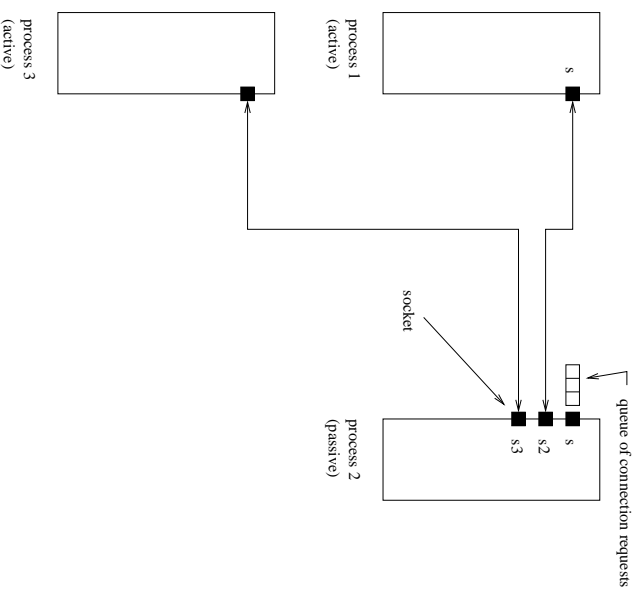 process 1
(active)
s
process 3
(active)
socket
queue of connection requests
s
s2
s3
process 2
(passive)